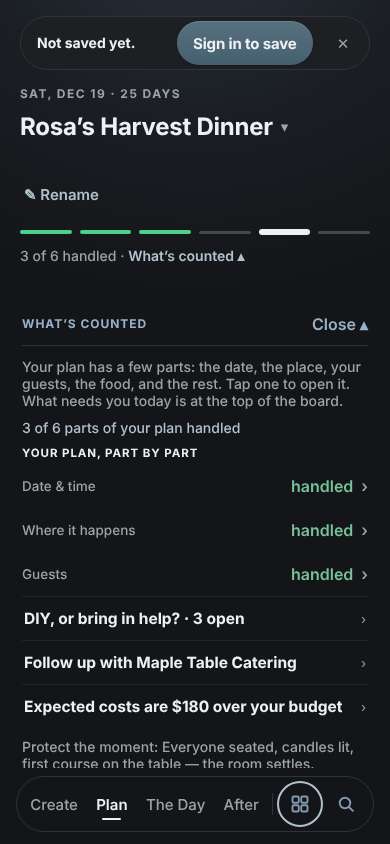 Not saved yet. Sign in to save ×
SAT, DEC 19 · 25 DAYS
Rosa’s Harvest Dinner ▾
✎ Rename
3 of 6 handled · What’s counted ▴
WHAT’S COUNTED Close ▴
Your plan has a few parts: the date, the place, your
guests, the food, and the rest. Tap one to open it.
What needs you today is at the top of the board.
3 of 6 parts of your plan handled
YOUR PLAN, PART BY PART
Date & time handled ›
Where it happens handled ›
Guests handled ›
DIY, or bring in help? · 3 open ›
Follow up with Maple Table Catering ›
Expected costs are $180 over your budget ›
Protect the moment: Everyone seated, candles lit,
first course on the table — the room settles.
Create Plan The Day After